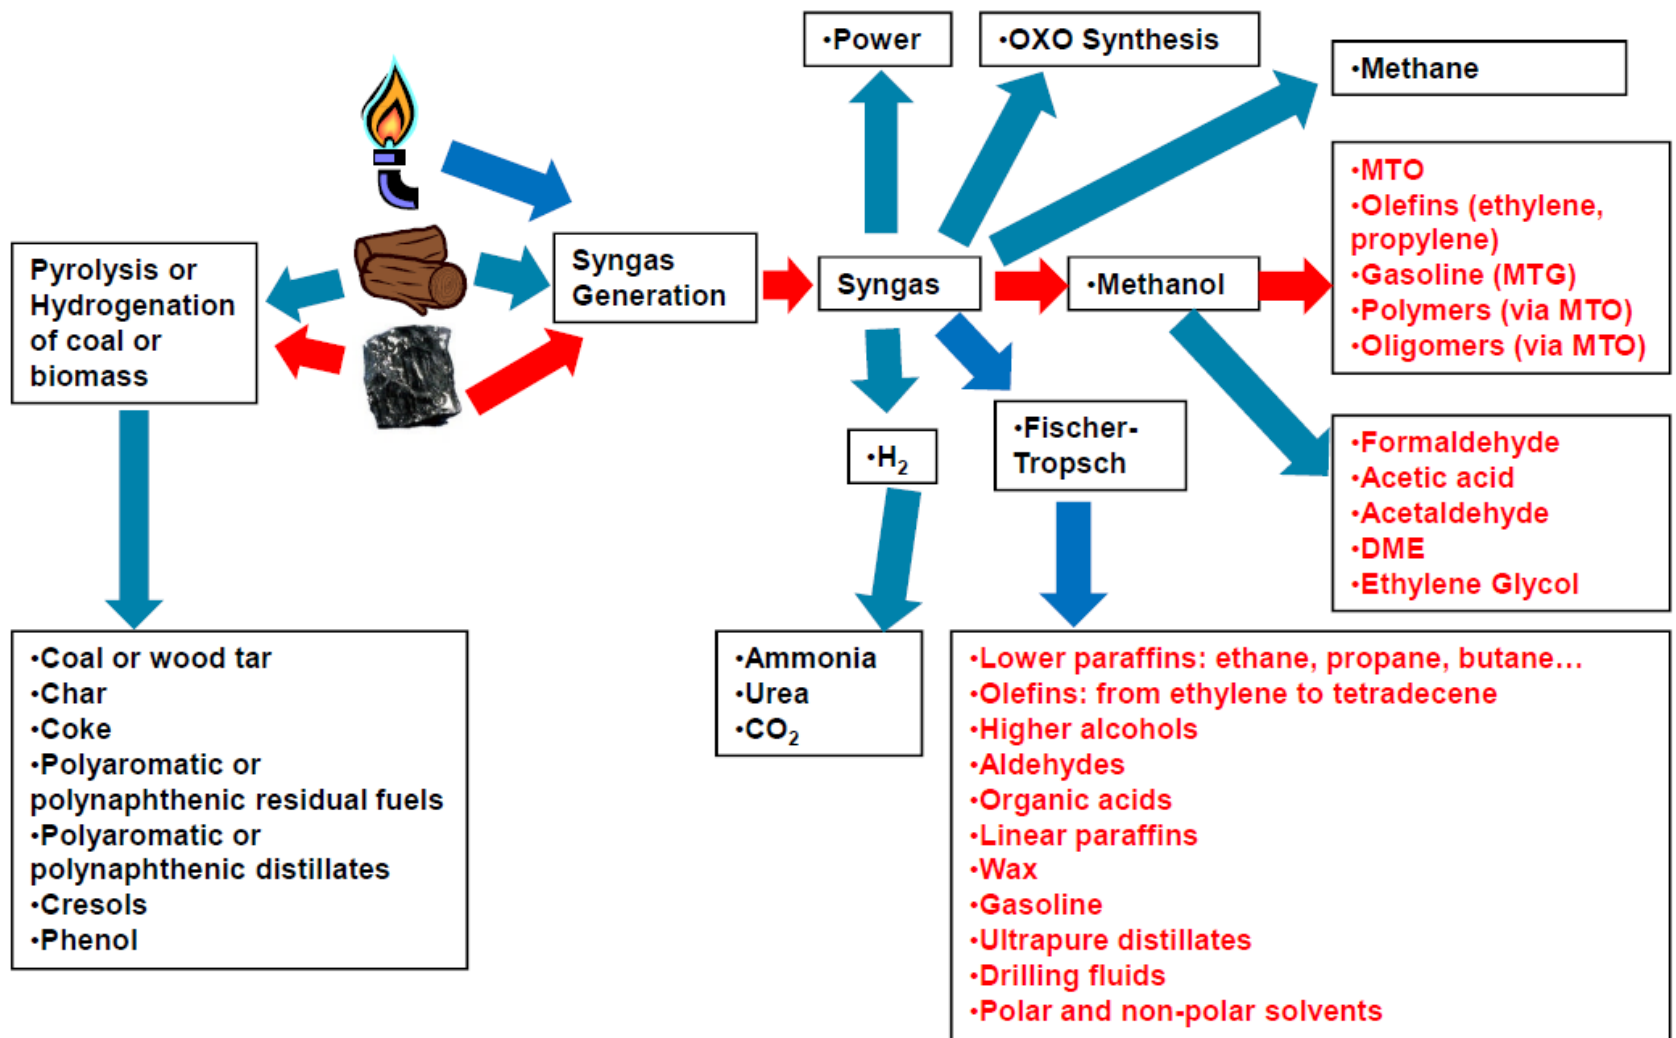 •Power
•OXO Synthesis
•Methane
•MTO
•Olefins (ethylene,
propylene)
•Gasoline (MTG)
•Polymers (via MTO)
•Oligomers (via MTO)
Pyrolysis or
Hydrogenation
of coal or
biomass
Syngas
Generation
Syngas
•Methanol
•H₂
•Fischer-
Tropsch
•Formaldehyde
•Acetic acid
•Acetaldehyde
•DME
•Ethylene Glycol
•Coal or wood tar
•Char
•Coke
•Polyaromatic or
polynaphthenic residual fuels
•Polyaromatic or
polynaphthenic distillates
•Cresols
•Phenol
•Ammonia
•Urea
•CO₂
•Lower paraffins: ethane, propane, butane…
•Olefins: from ethylene to tetradecene
•Higher alcohols
•Aldehydes
•Organic acids
•Linear paraffins
•Wax
•Gasoline
•Ultrapure distillates
•Drilling fluids
•Polar and non-polar solvents